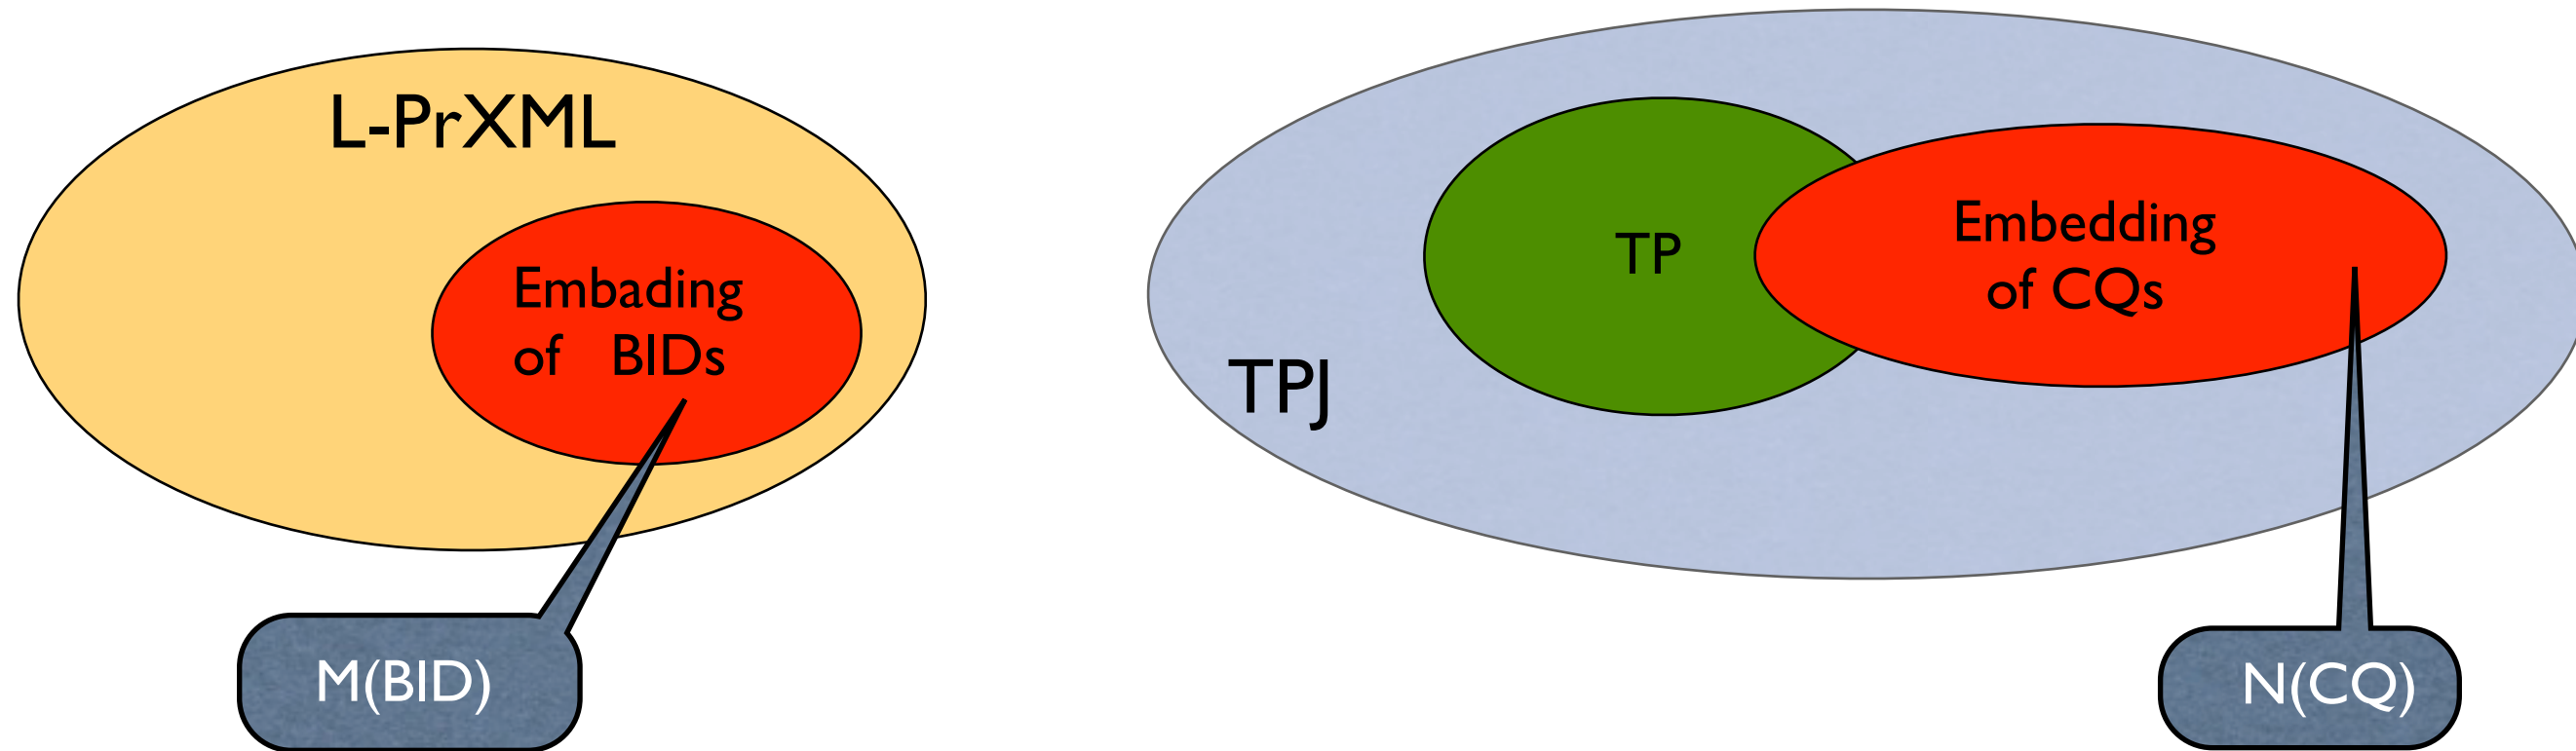 L-PrXML
Embading
of BIDs
M(BID)
TP
Embedding
of CQs
TPJ
N(CQ)